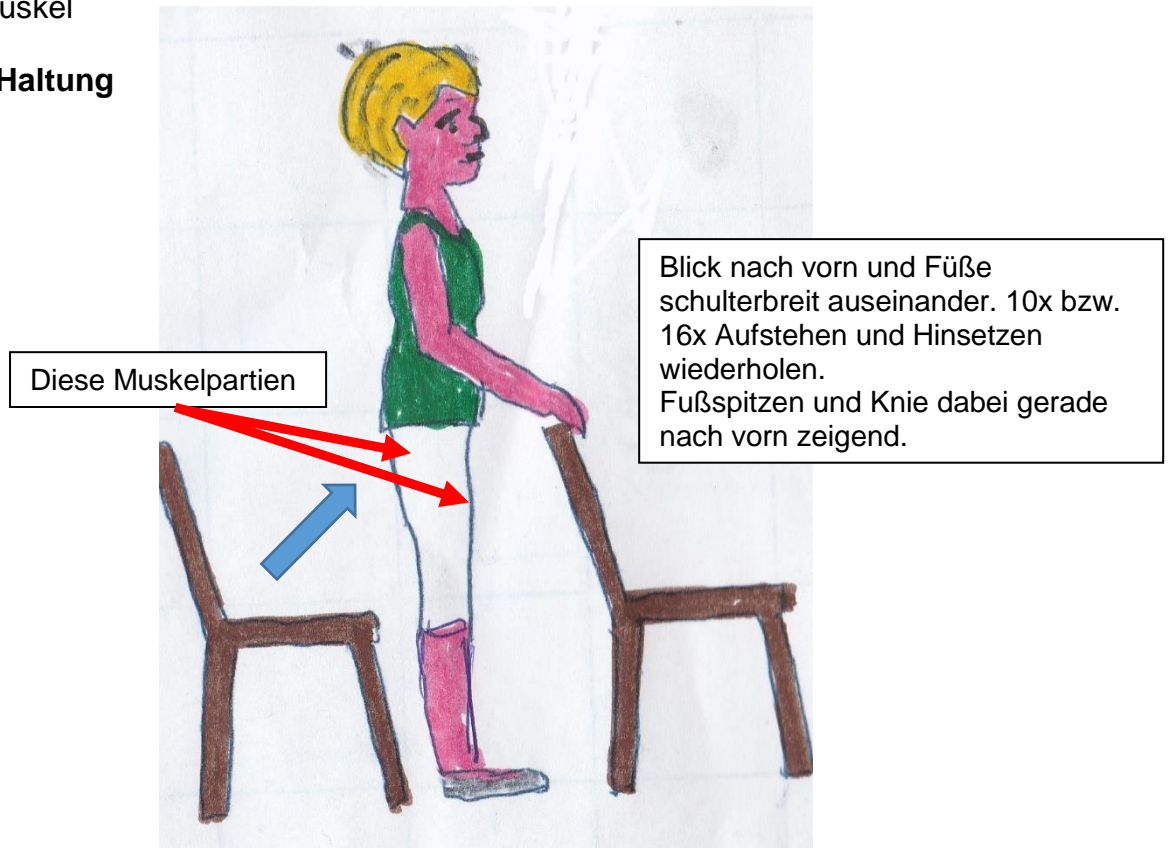 Haltung
Blick nach vorn und Füße
schulterbreit auseinander. 10x bzw.
16x Aufstehen und Hinsetzen
wiederholen.
Fußspitzen und Knie dabei gerade
nach vorn zeigend.
Diese Muskelpartien